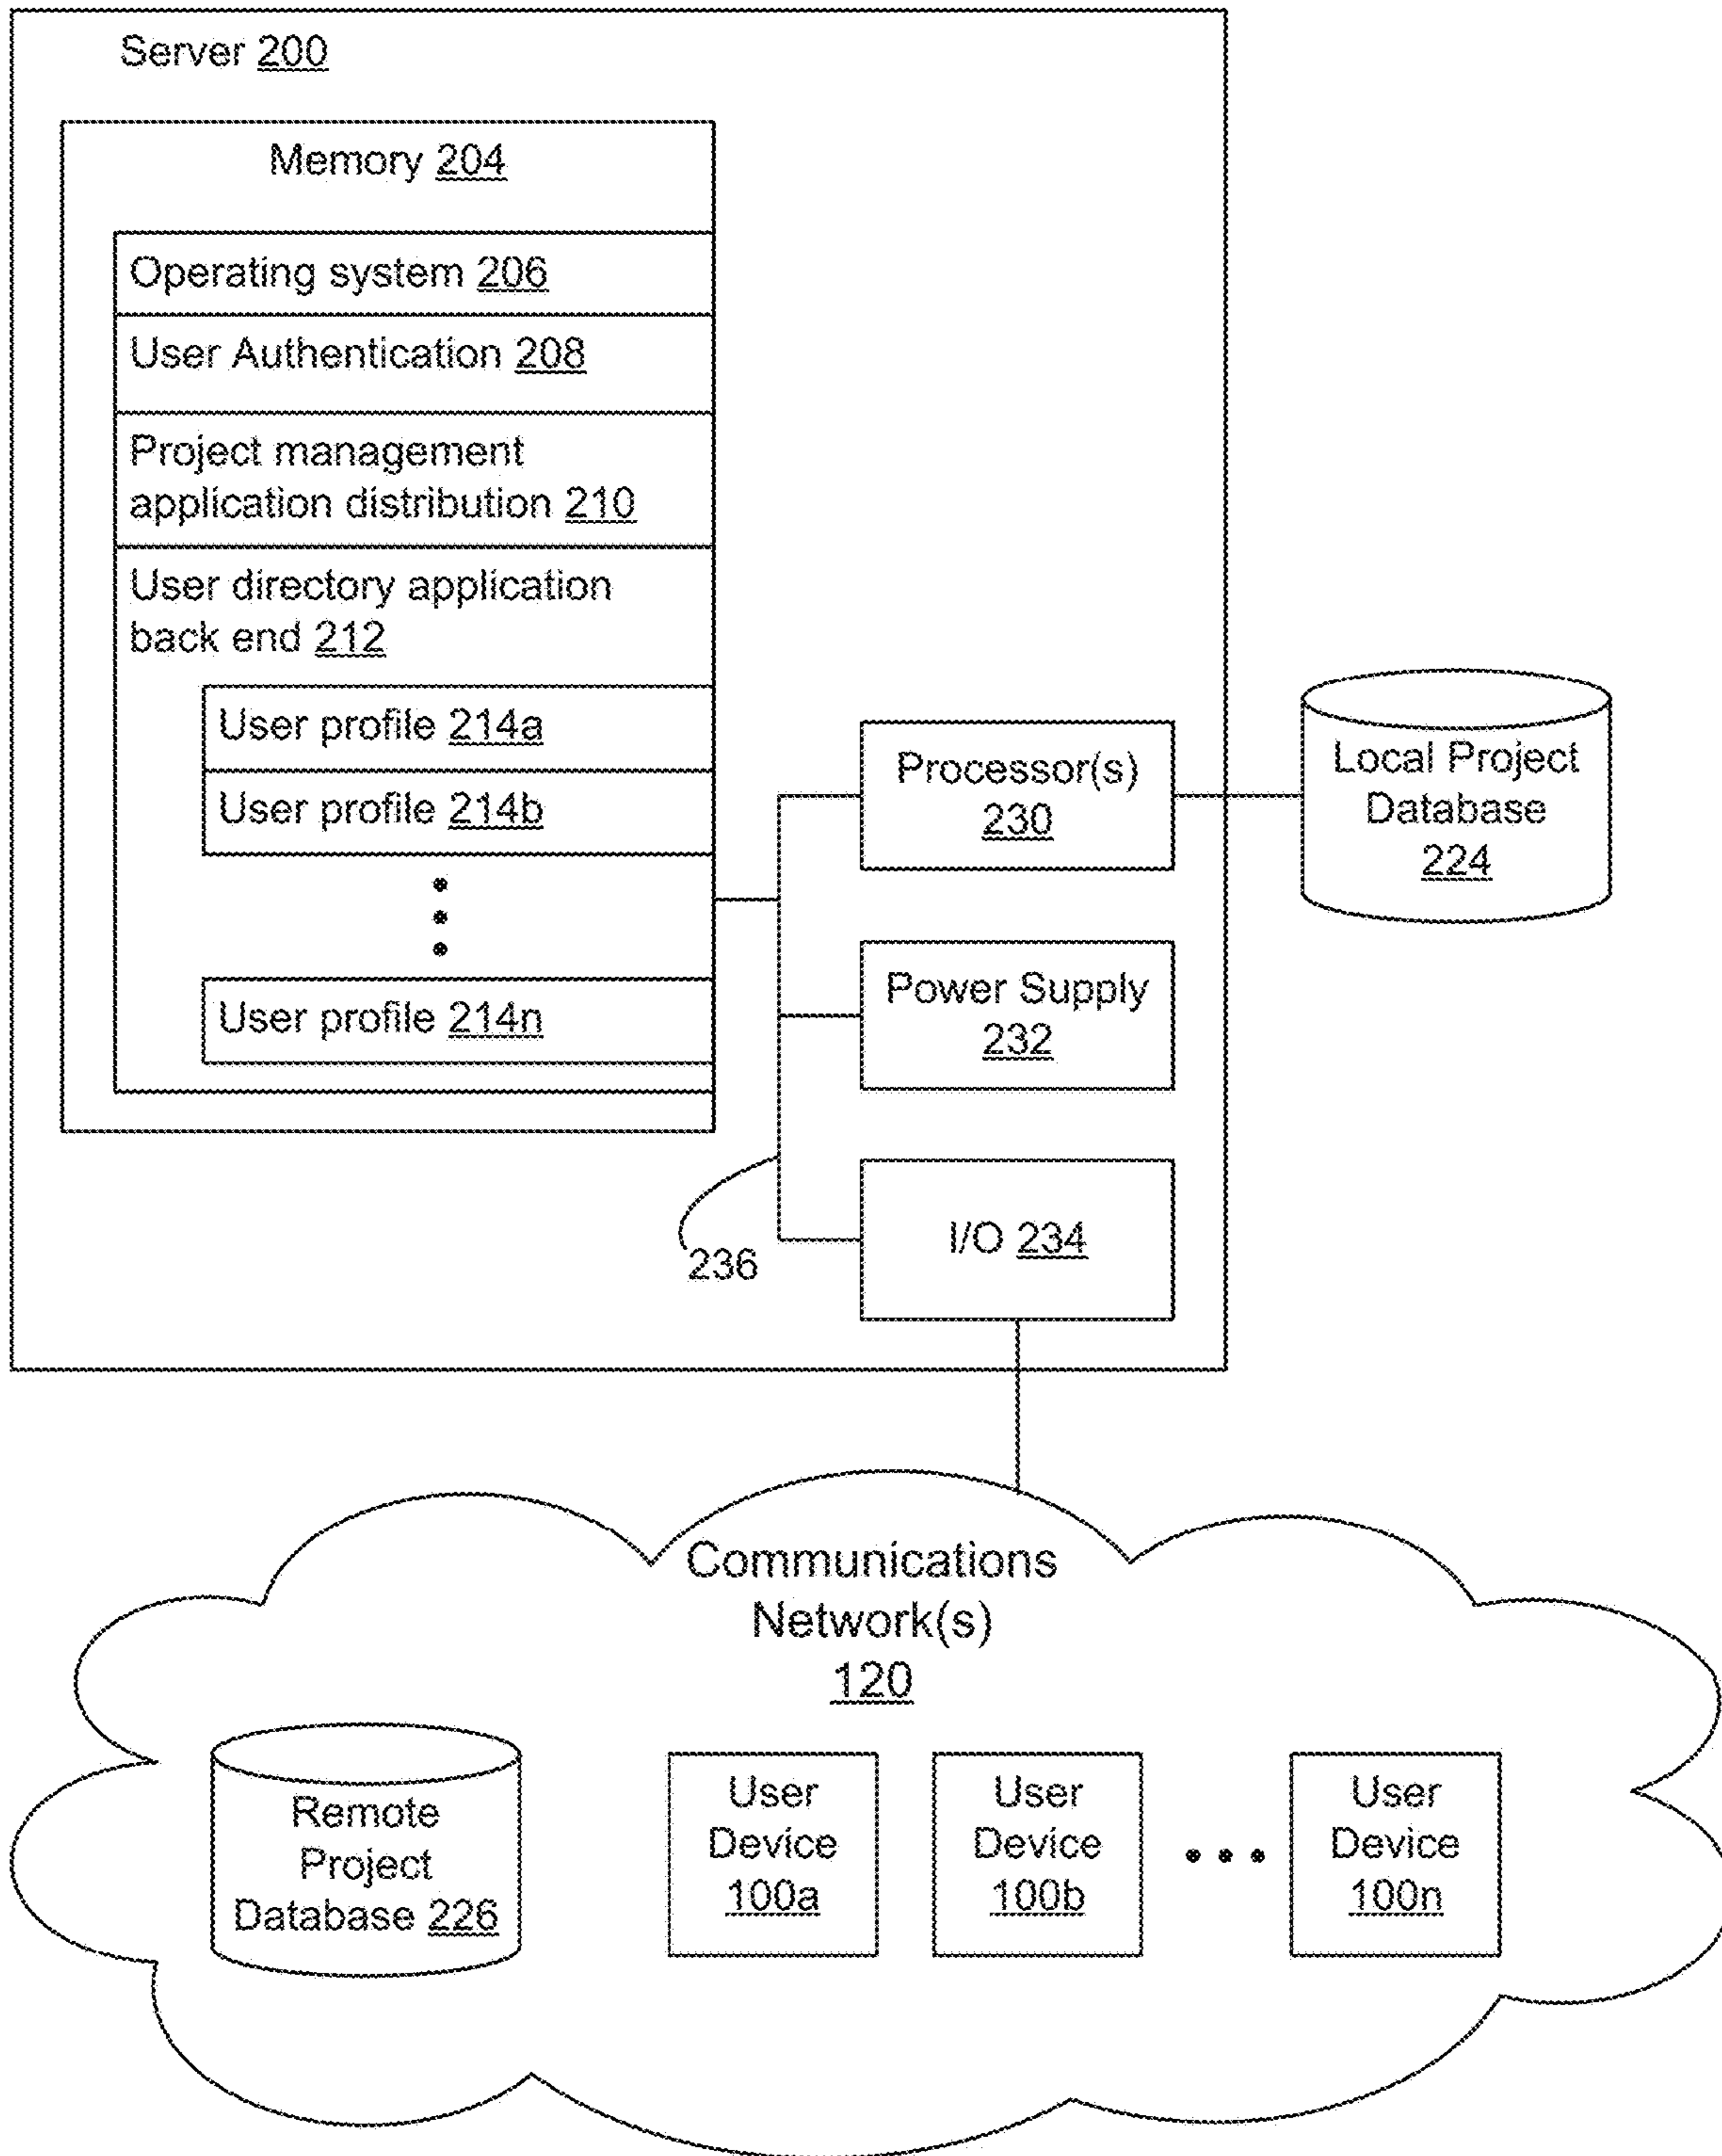 Server 200
Memory 204
Operating system 206
User Authentication 208
Project management
application distribution 210
User directory application
back end 212
User profile 214a
User profile 214b
User profile 214n
Processor(s)
230
Local Project
Database
224
Power Supply
232
I/O 234
236
Communications
Network(s)
120
Remote
Project
Database 226
User
Device
100a
User
Device
100b
User
Device
100n